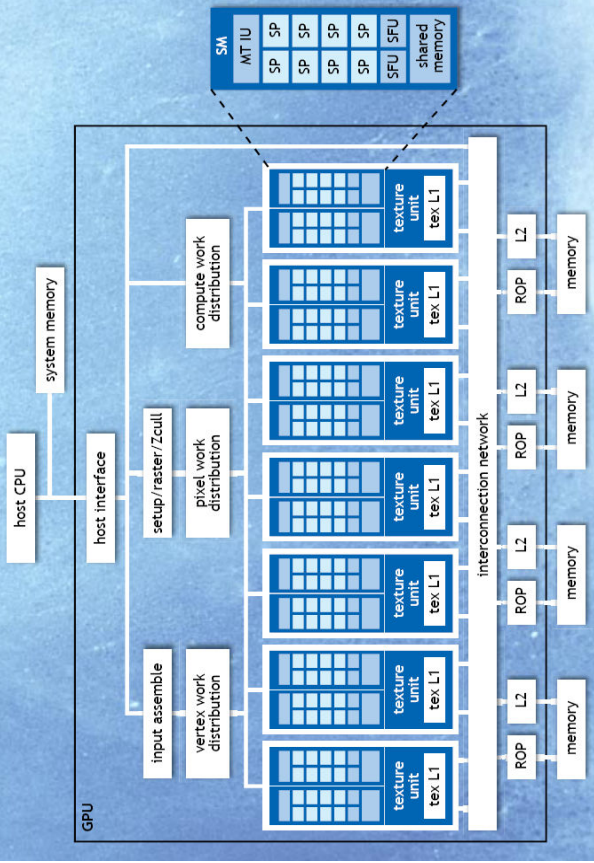 host CPU
system memory
GPU
host interface
input assemble
setup/raster/Zcull
vertex work
distribution
pixel work
distribution
compute work
distribution
SM
MT IU
SP SP
SP SP
SP SP
SP SP
SFU SFU
shared
memory
texture
unit
tex L1
texture
unit
tex L1
texture
unit
tex L1
texture
unit
tex L1
texture
unit
tex L1
texture
unit
tex L1
texture
unit
tex L1
interconnection network
ROP L2
ROP L2
ROP L2
ROP L2
memory
memory
memory
memory